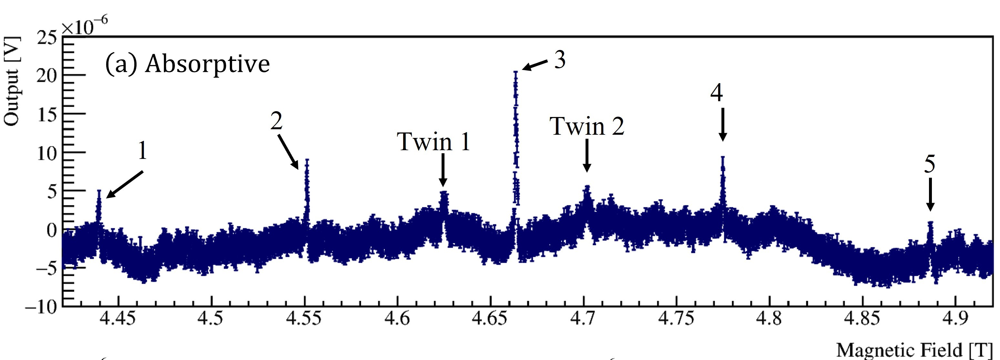 ×10⁻⁶
Output [V]
25
20
15
10
5
0
−5
−10
(a) Absorptive
1
2
Twin 1
3
Twin 2
4
5
4.45 4.5 4.55 4.6 4.65 4.7 4.75 4.8 4.85 4.9
Magnetic Field [T]